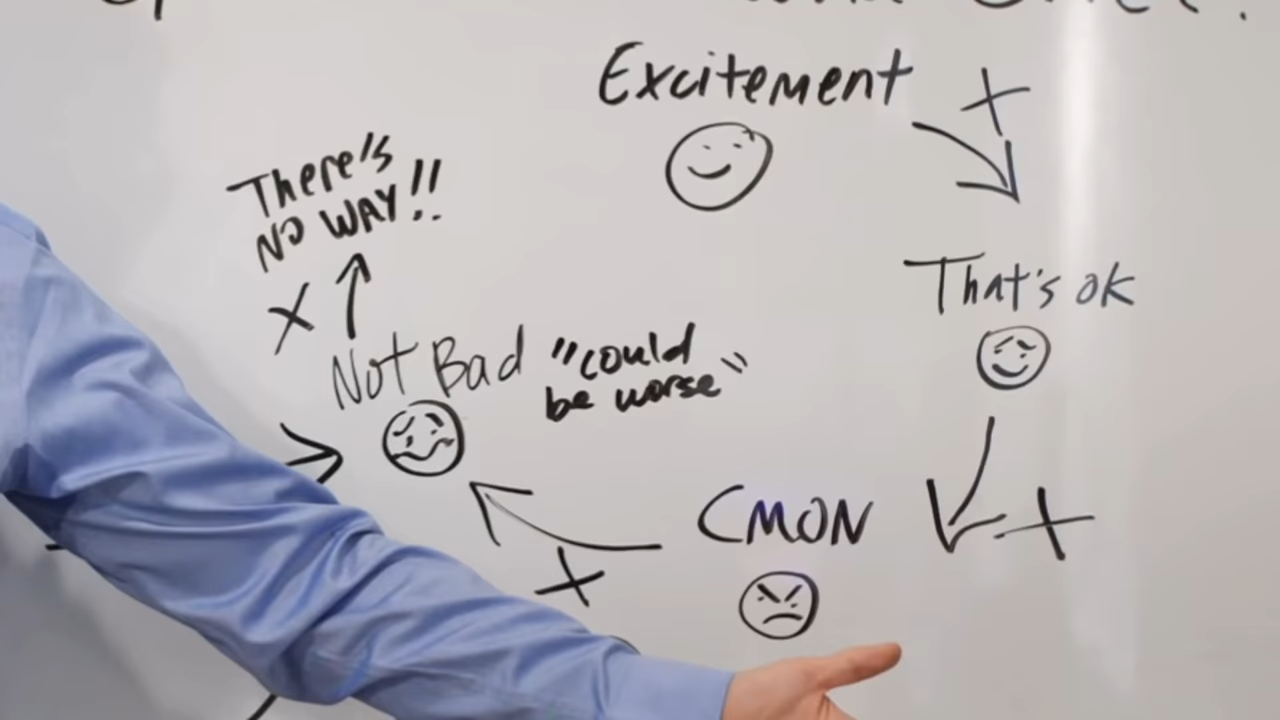 Excitement
X
There's
NO WAY!!
That's ok
X
Not Bad "could
be worse"
CMON
X
X